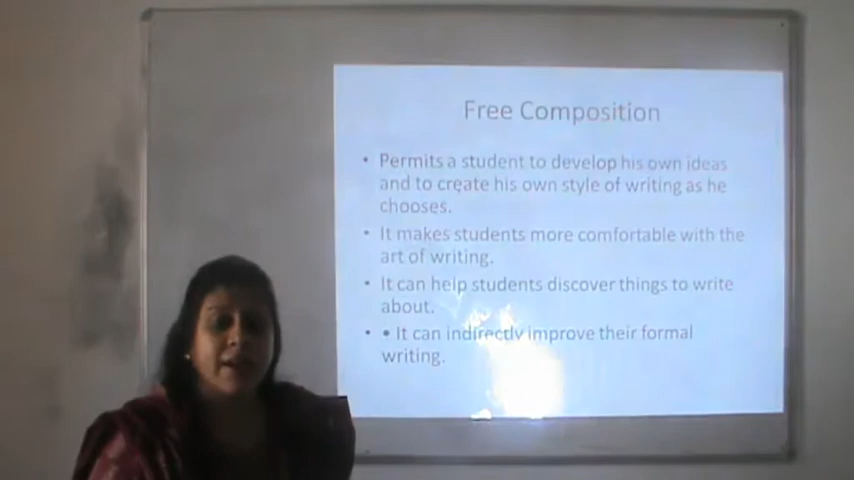 Free Composition
• Permits a student to develop his own ideas
and to create his own style of writing as he
chooses.
• It makes students more comfortable with the
art of writing.
• It can help students discover things to write
about.
• • It can indirectly improve their formal
writing.